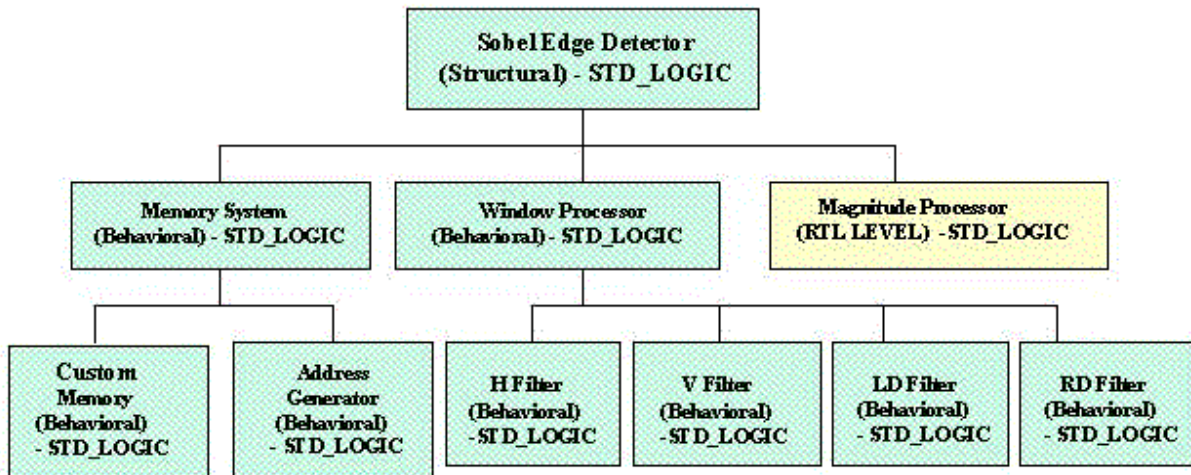 Sobel Edge Detector
(Structural) - STD_LOGIC
Memory System
(Behavioral) - STD_LOGIC
Window Processor
(Behavioral) - STD_LOGIC
Magnitude Processor
(RTL LEVEL) -STD_LOGIC
Custom
Memory
(Behavioral)
- STD_LOGIC
Address
Generator
(Behavioral)
- STD_LOGIC
H Filter
(Behavioral)
-STD_LOGIC
V Filter
(Behavioral)
-STD_LOGIC
LD Filter
(Behavioral)
-STD_LOGIC
RD Filter
(Behavioral)
- STD_LOGIC